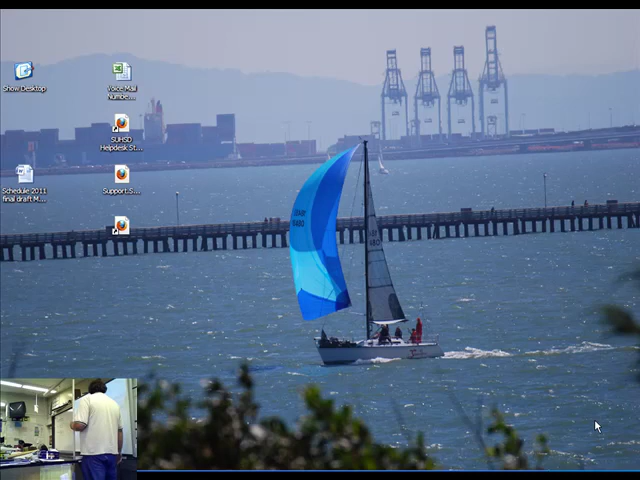 Show Desktop
Voice Mail
Numbe...
SUHSD
Helpdesk St...
Schedule 2011
final draft M...
Support.S...